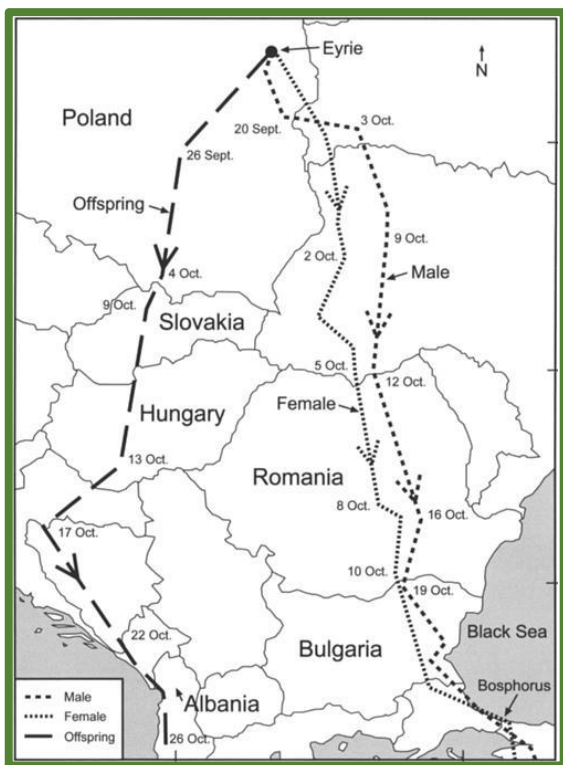 Eyrie
N
Poland
20 Sept.
3 Oct.
26 Sept.
Offspring
2 Oct.
9 Oct.
Male
4 Oct.
9 Oct.
Slovakia
5 Oct.
12 Oct.
Hungary
Female
13 Oct.
Romania
8 Oct.
16 Oct.
17 Oct.
10 Oct.
19 Oct.
22 Oct.
Bulgaria
Black Sea
Bosphorus
Albania
26 Oct.
Male
Female
Offspring